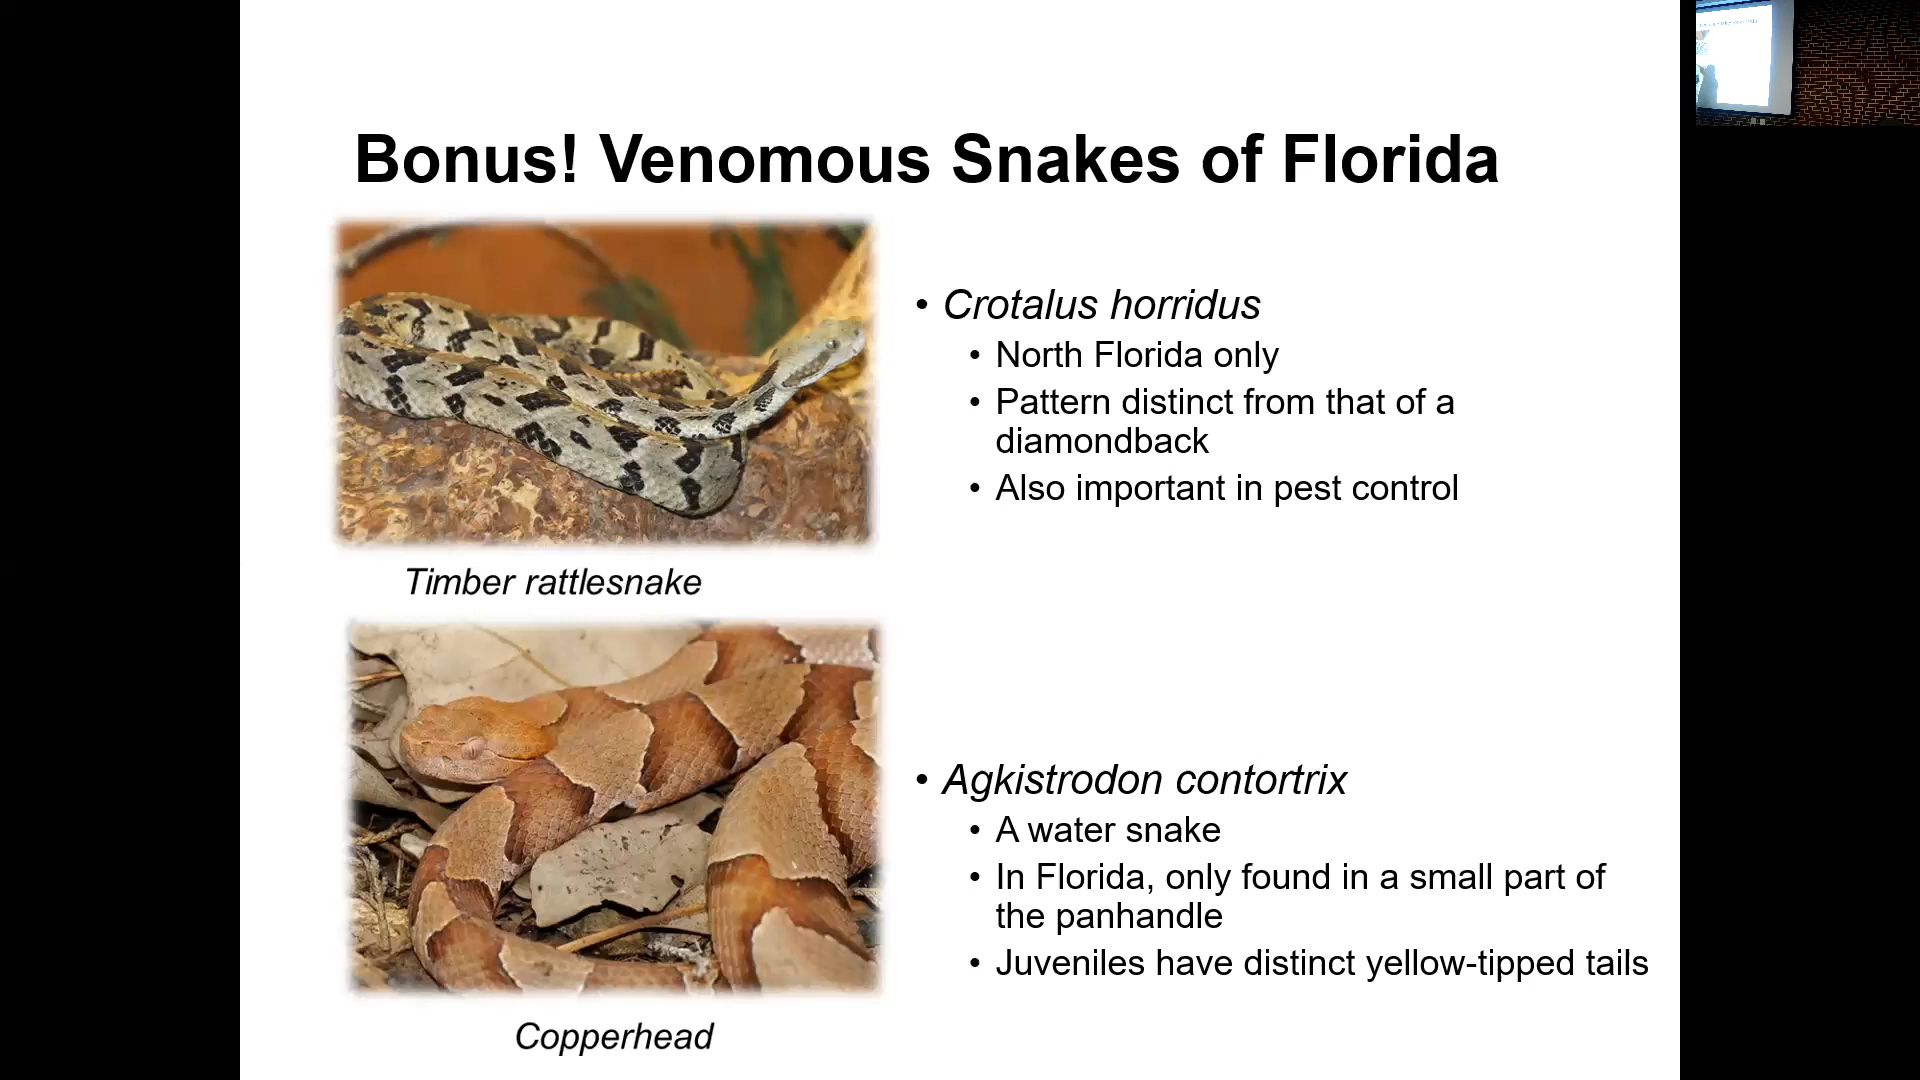 Bonus! Venomous Snakes of Florida
• Crotalus horridus
• North Florida only
• Pattern distinct from that of a
diamondback
• Also important in pest control
Timber rattlesnake
• Agkistrodon contortrix
• A water snake
• In Florida, only found in a small part of
the panhandle
• Juveniles have distinct yellow-tipped tails
Copperhead